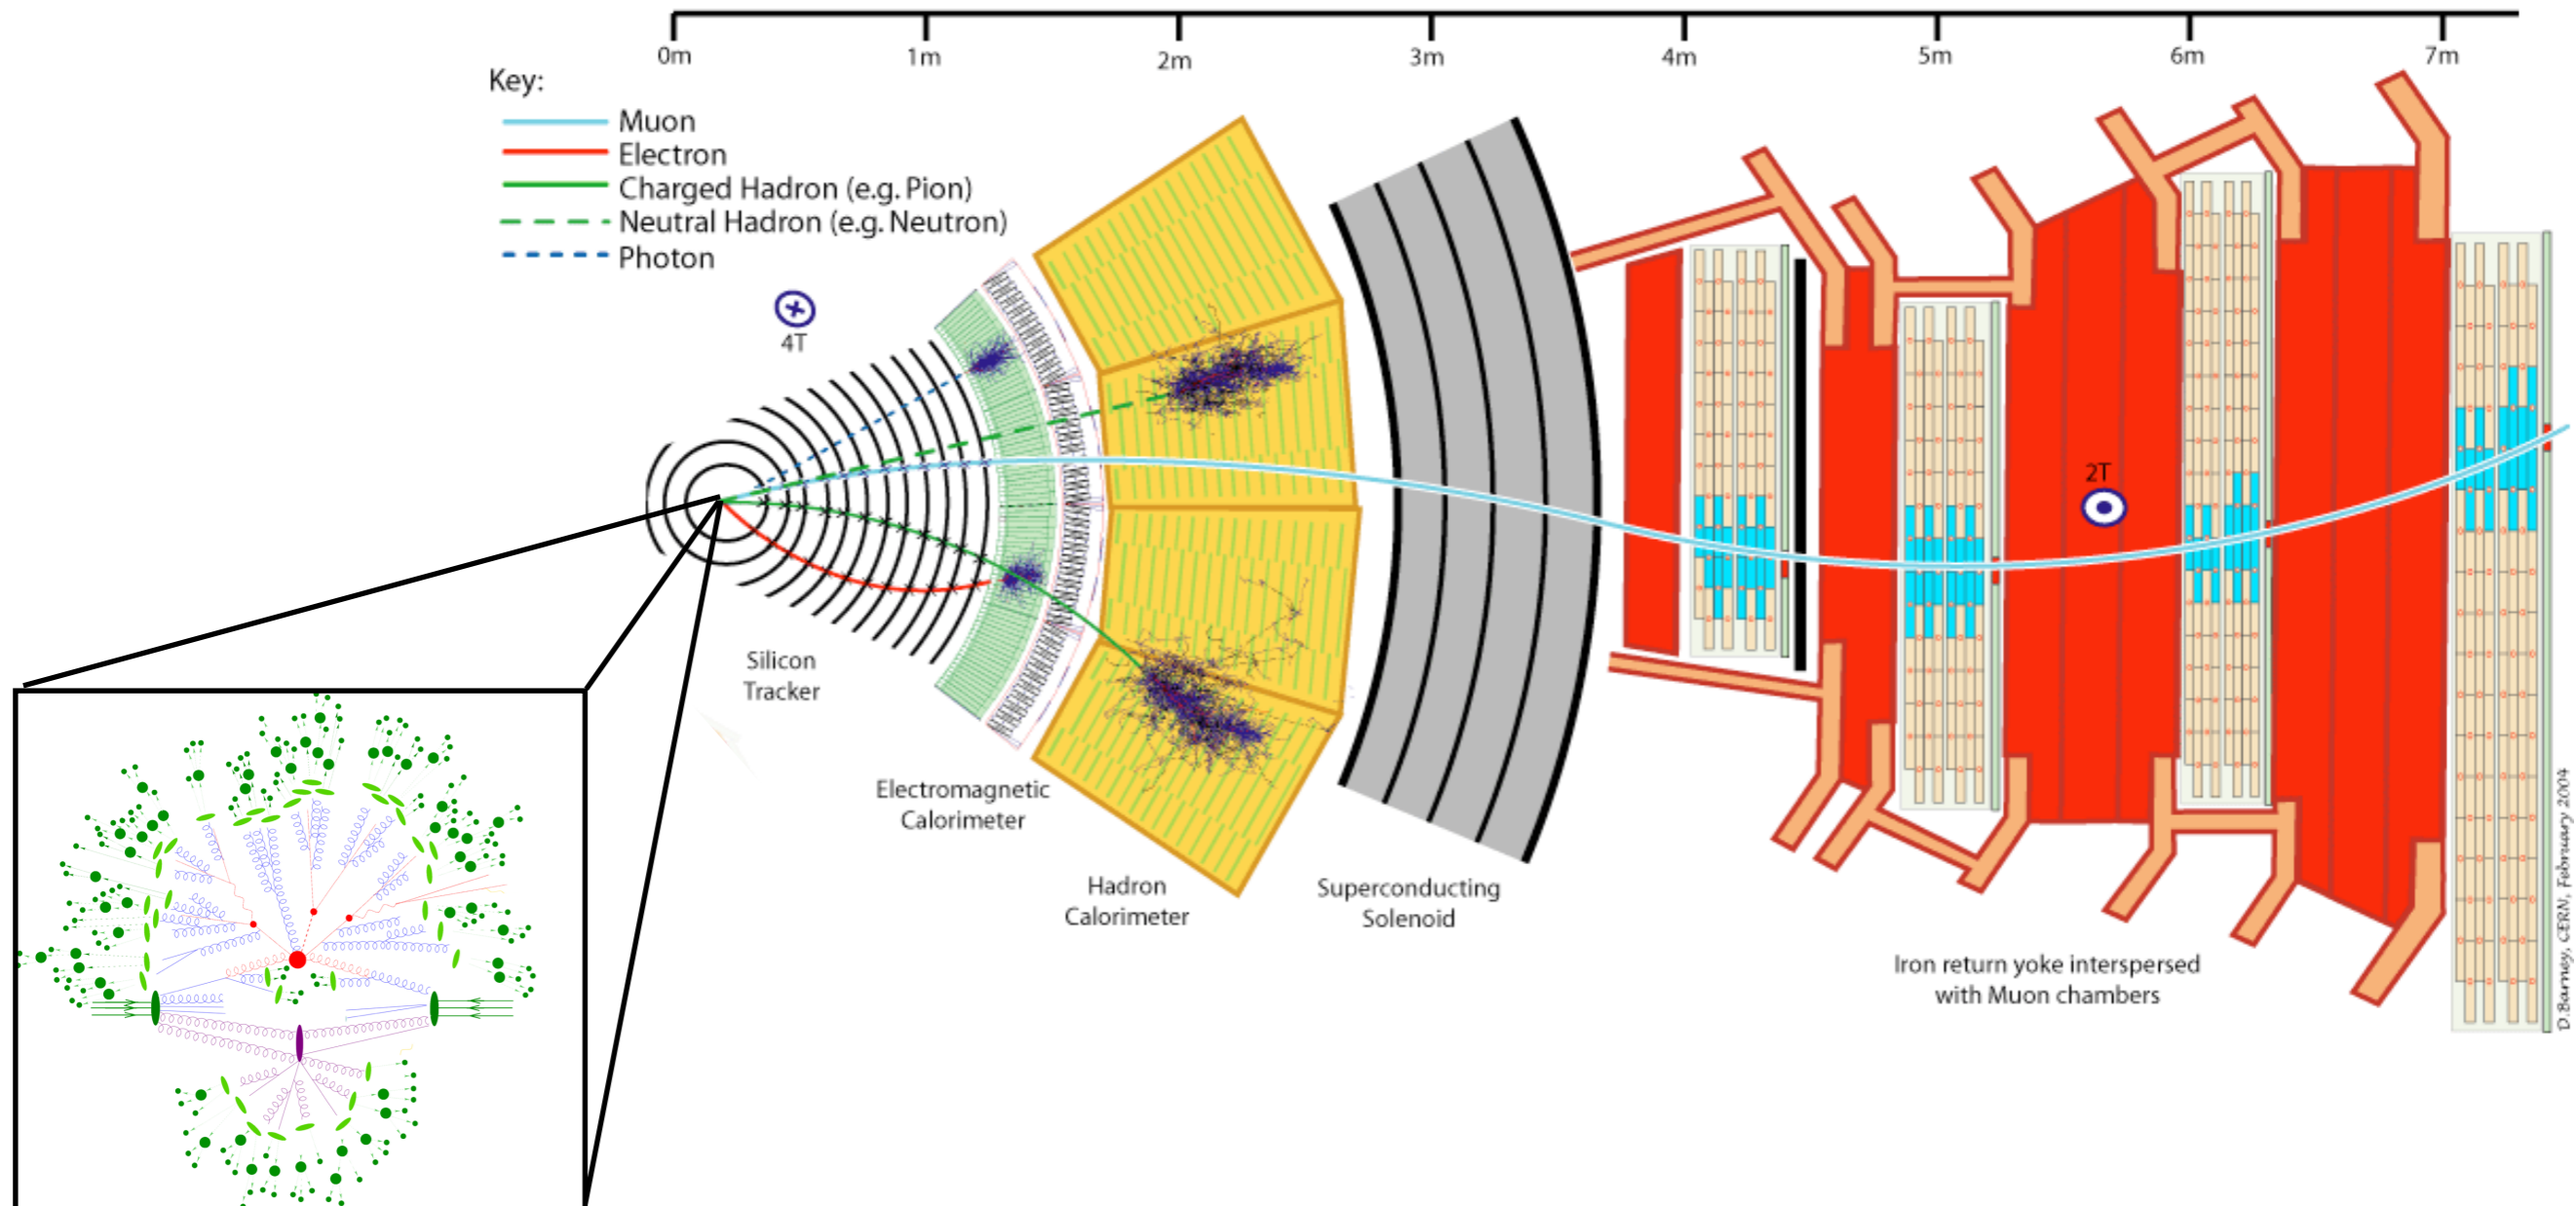 0m 1m 2m 3m 4m 5m 6m 7m
Key:
Muon
Electron
Charged Hadron (e.g. Pion)
Neutral Hadron (e.g. Neutron)
Photon
4T
2T
Silicon
Tracker
Electromagnetic
Calorimeter
Hadron
Calorimeter
Superconducting
Solenoid
Iron return yoke interspersed
with Muon chambers
D.Barney, CERN, February 2004